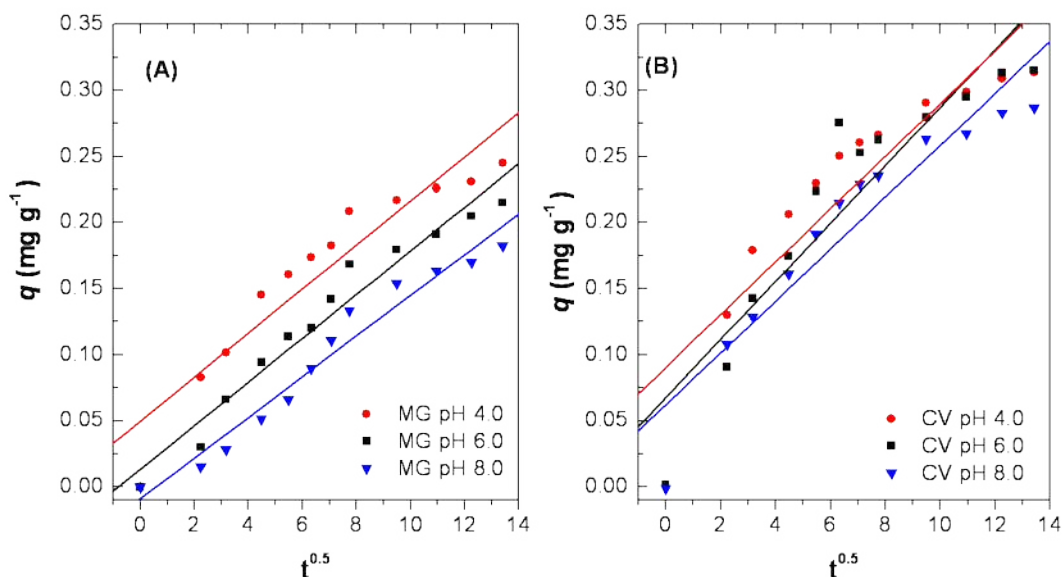 (A)
q (mg g⁻¹)
0.35
0.30
0.25
0.20
0.15
0.10
0.05
0.00
MG pH 4.0
MG pH 6.0
MG pH 8.0
0 2 4 6 8 10 12 14
t^0.5
(B)
q (mg g⁻¹)
0.35
0.30
0.25
0.20
0.15
0.10
0.05
0.00
CV pH 4.0
CV pH 6.0
CV pH 8.0
0 2 4 6 8 10 12 14
t^0.5